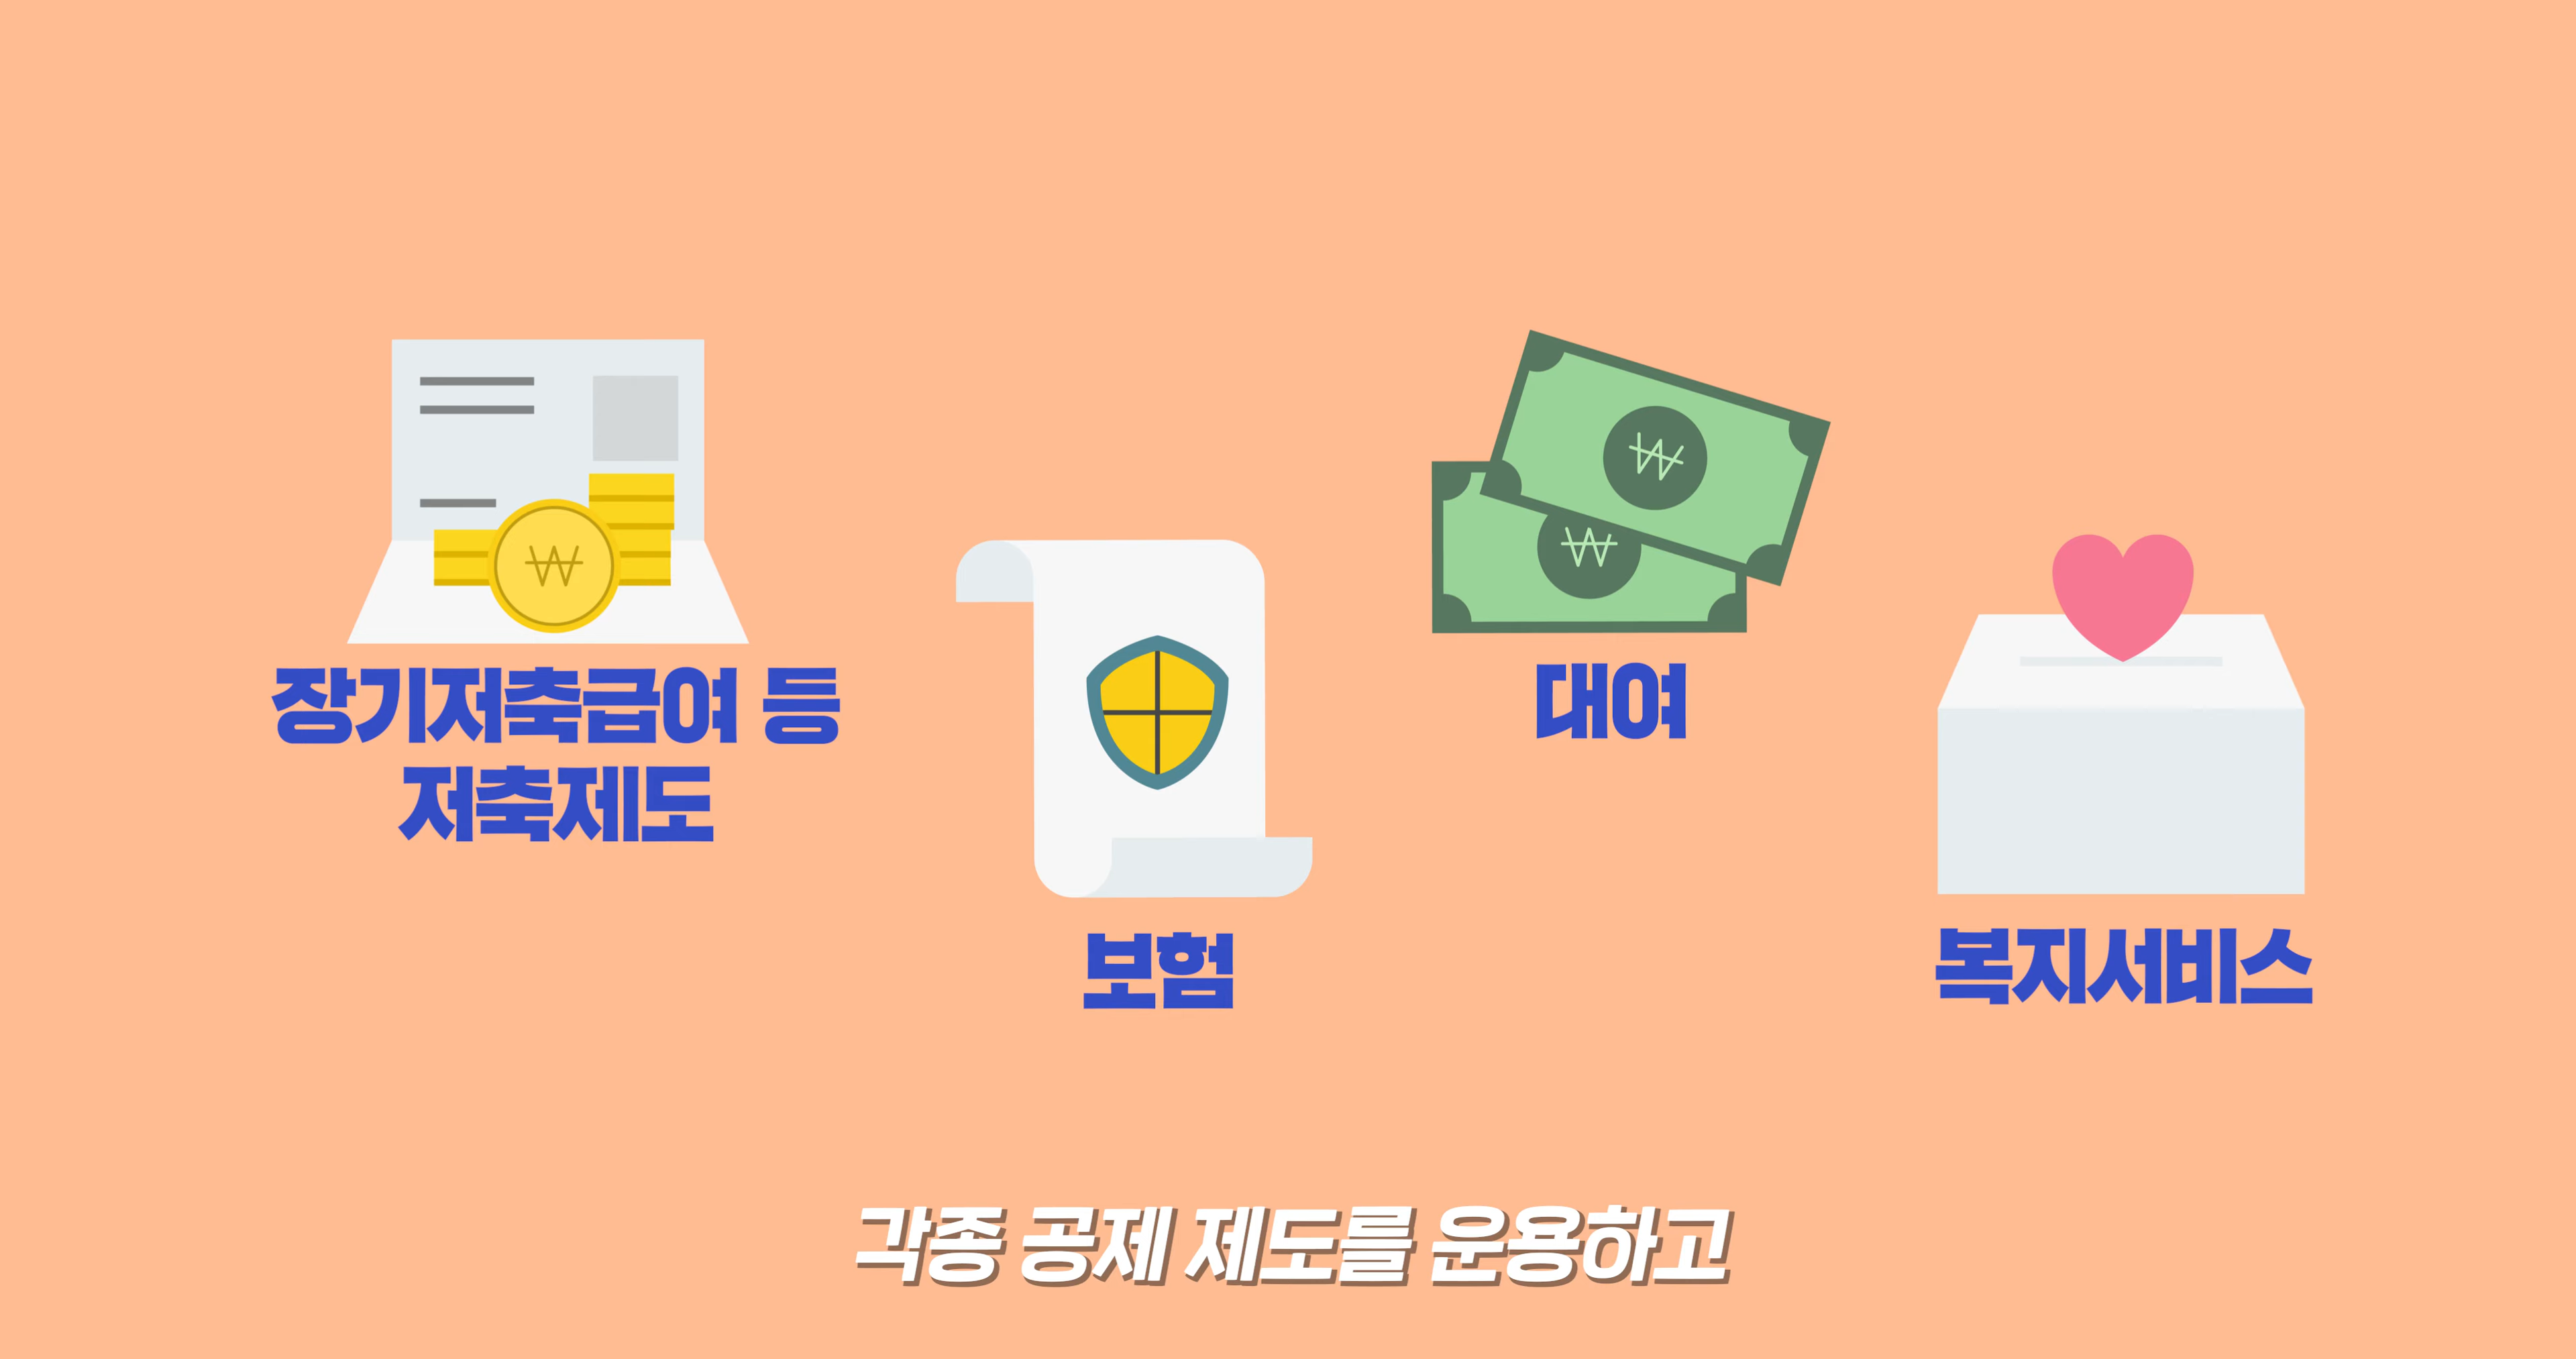 장기저축급여 등
저축제도
보험
대여
복지서비스
각종 공제 제도를 운용하고